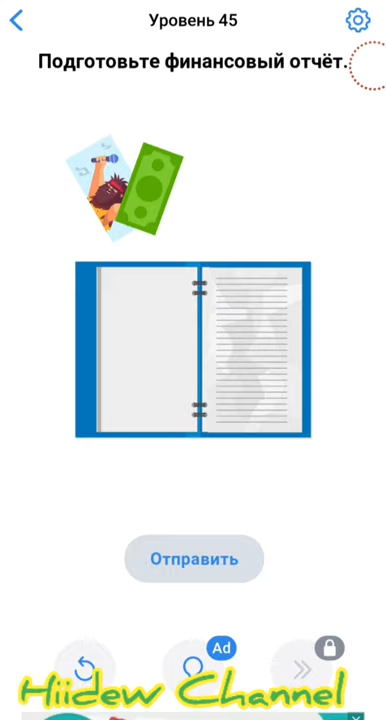 Уровень 45
Подготовьте финансовый отчёт.
Отправить
Ad
Hiidew Channel